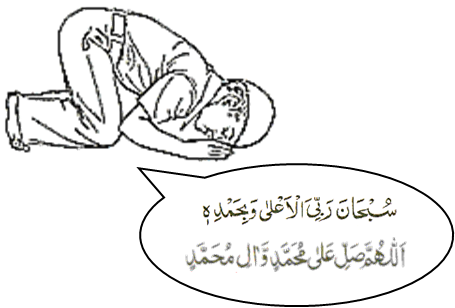 سُبْحَانَ رَبِّيَ الْاَعْلٰى وَبِحَمْدِهٖ
اَللّٰهُمَّ صَلِّ عَلٰى مُحَمَّدٍ وَّاٰلِ مُحَمَّدٍ